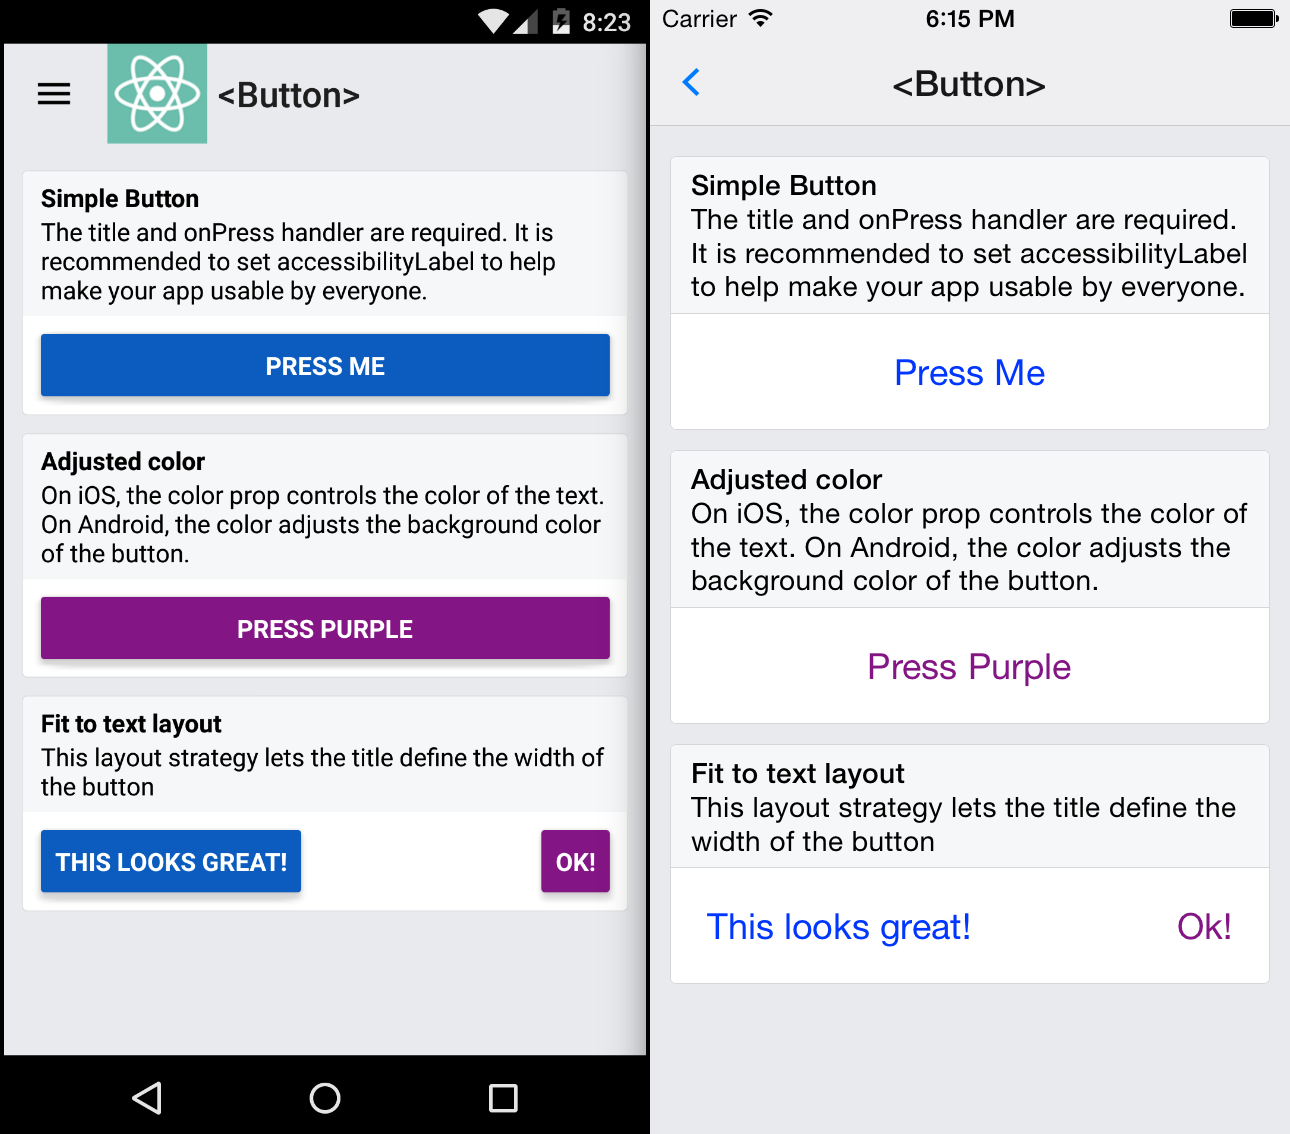 8:23
<Button>
Simple Button
The title and onPress handler are required. It is
recommended to set accessibilityLabel to help
make your app usable by everyone.
PRESS ME
Adjusted color
On iOS, the color prop controls the color of the text.
On Android, the color adjusts the background color
of the button.
PRESS PURPLE
Fit to text layout
This layout strategy lets the title define the width of
the button
THIS LOOKS GREAT!
OK!
Carrier
6:15 PM
<Button>
Simple Button
The title and onPress handler are required.
It is recommended to set accessibilityLabel
to help make your app usable by everyone.
Press Me
Adjusted color
On iOS, the color prop controls the color of
the text. On Android, the color adjusts the
background color of the button.
Press Purple
Fit to text layout
This layout strategy lets the title define the
width of the button
This looks great!
Ok!